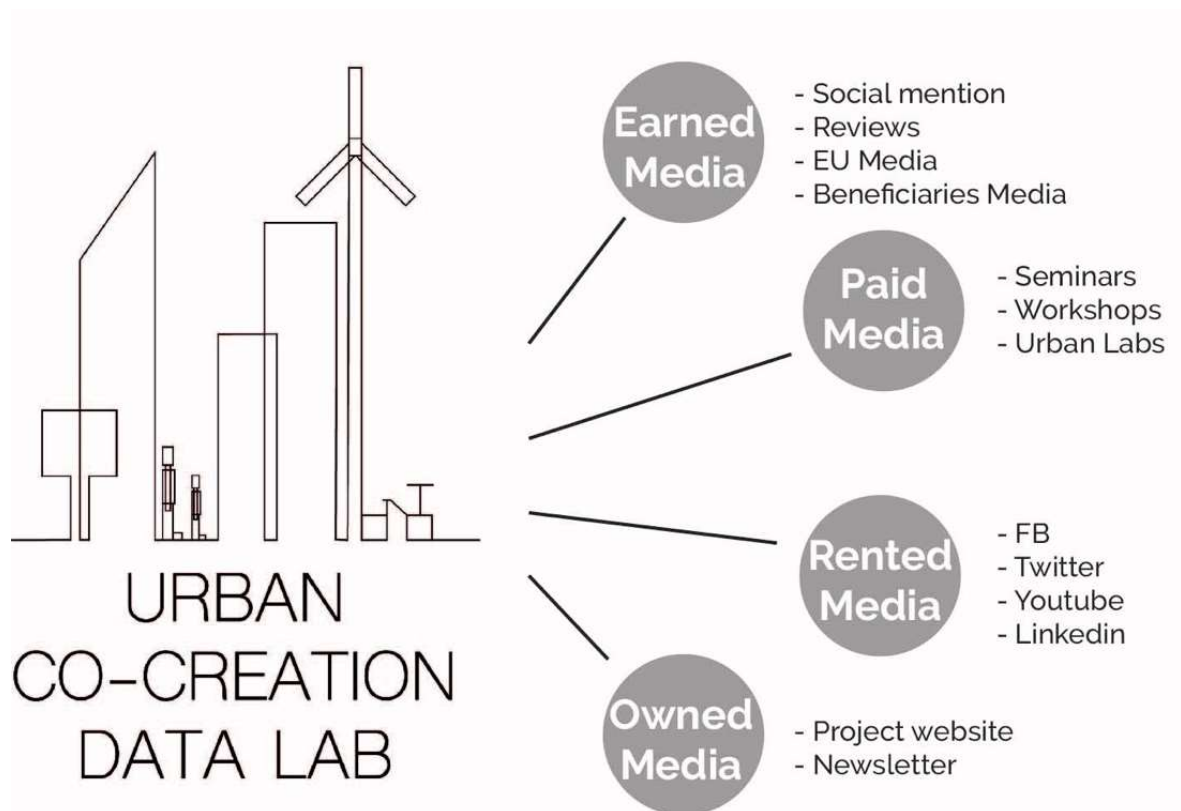 URBAN
CO-CREATION
DATA LAB
Earned
Media
- Social mention
- Reviews
- EU Media
- Beneficiaries Media
Paid
Media
- Seminars
- Workshops
- Urban Labs
Rented
Media
- FB
- Twitter
- Youtube
- Linkedin
Owned
Media
- Project website
- Newsletter